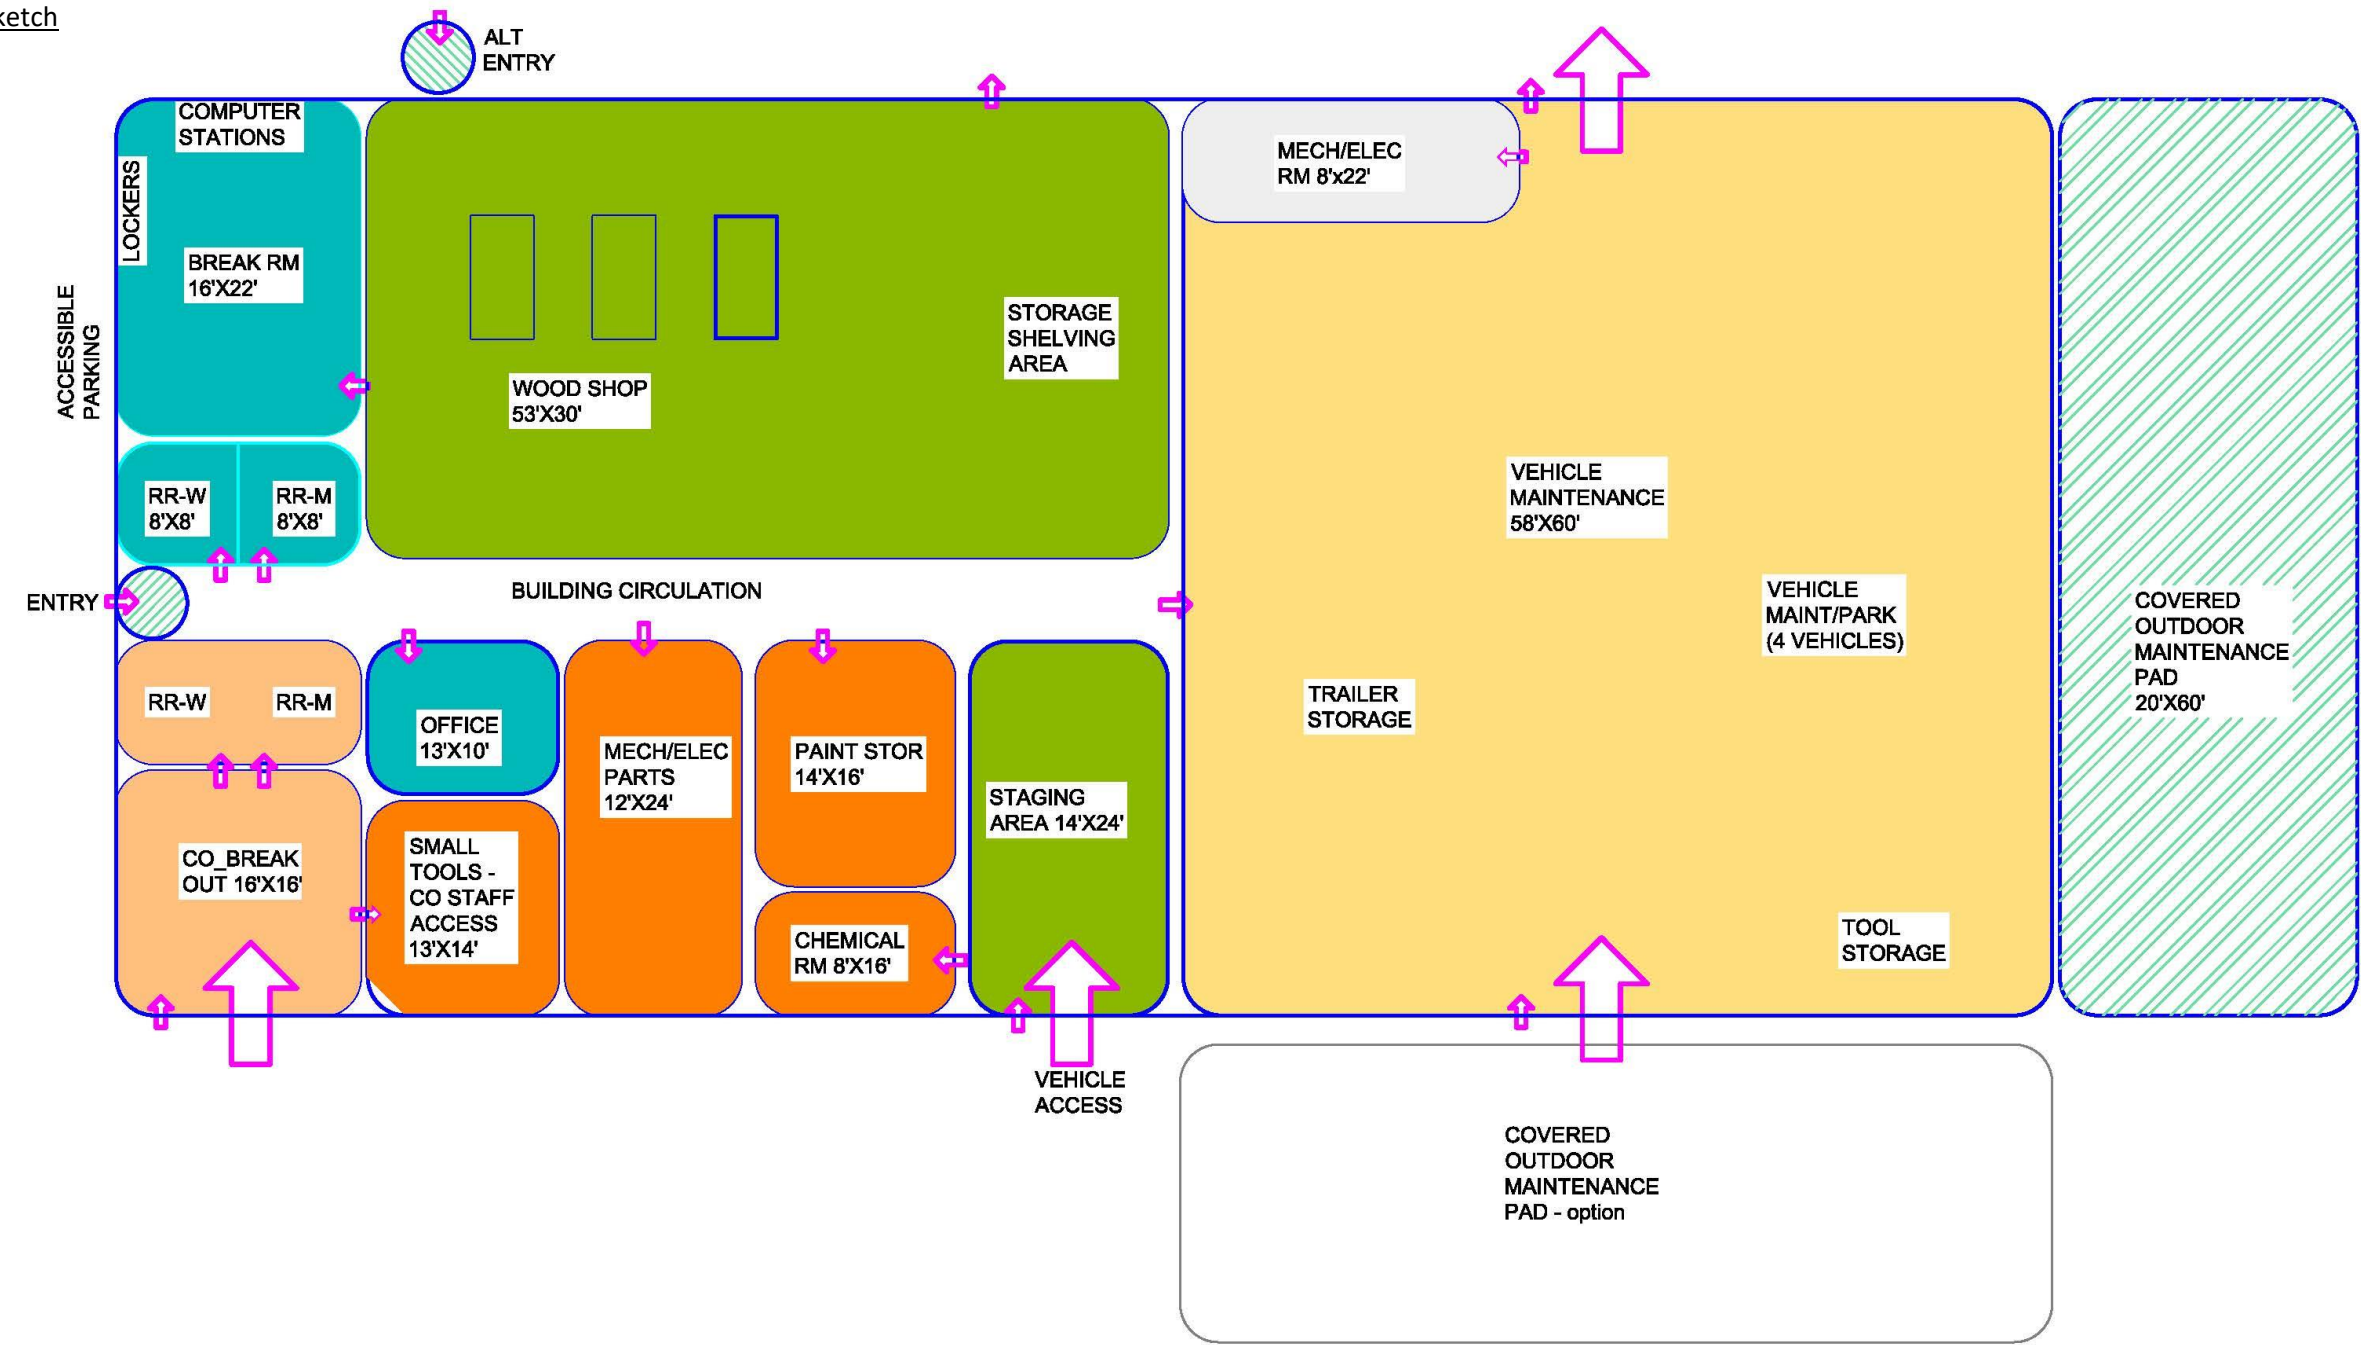 ketch
ALT
ENTRY
COMPUTER
STATIONS
LOCKERS
BREAK RM
16'X22'
ACCESSIBLE
PARKING
MECH/ELEC
RM 8'x22'
STORAGE
SHELVING
AREA
WOOD SHOP
53'X30'
RR-W
8'X8'
RR-M
8'X8'
VEHICLE
MAINTENANCE
58'X60'
ENTRY
BUILDING CIRCULATION
VEHICLE
MAINT/PARK
(4 VEHICLES)
COVERED
OUTDOOR
MAINTENANCE
PAD
20'X60'
RR-W
RR-M
OFFICE
13'X10'
MECH/ELEC
PARTS
12'X24'
PAINT STOR
14'X16'
TRAILER
STORAGE
STAGING
AREA 14'X24'
CO_BREAK
OUT 16'X16'
SMALL
TOOLS -
CO STAFF
ACCESS
13'X14'
CHEMICAL
RM 8'X16'
TOOL
STORAGE
VEHICLE
ACCESS
COVERED
OUTDOOR
MAINTENANCE
PAD - option